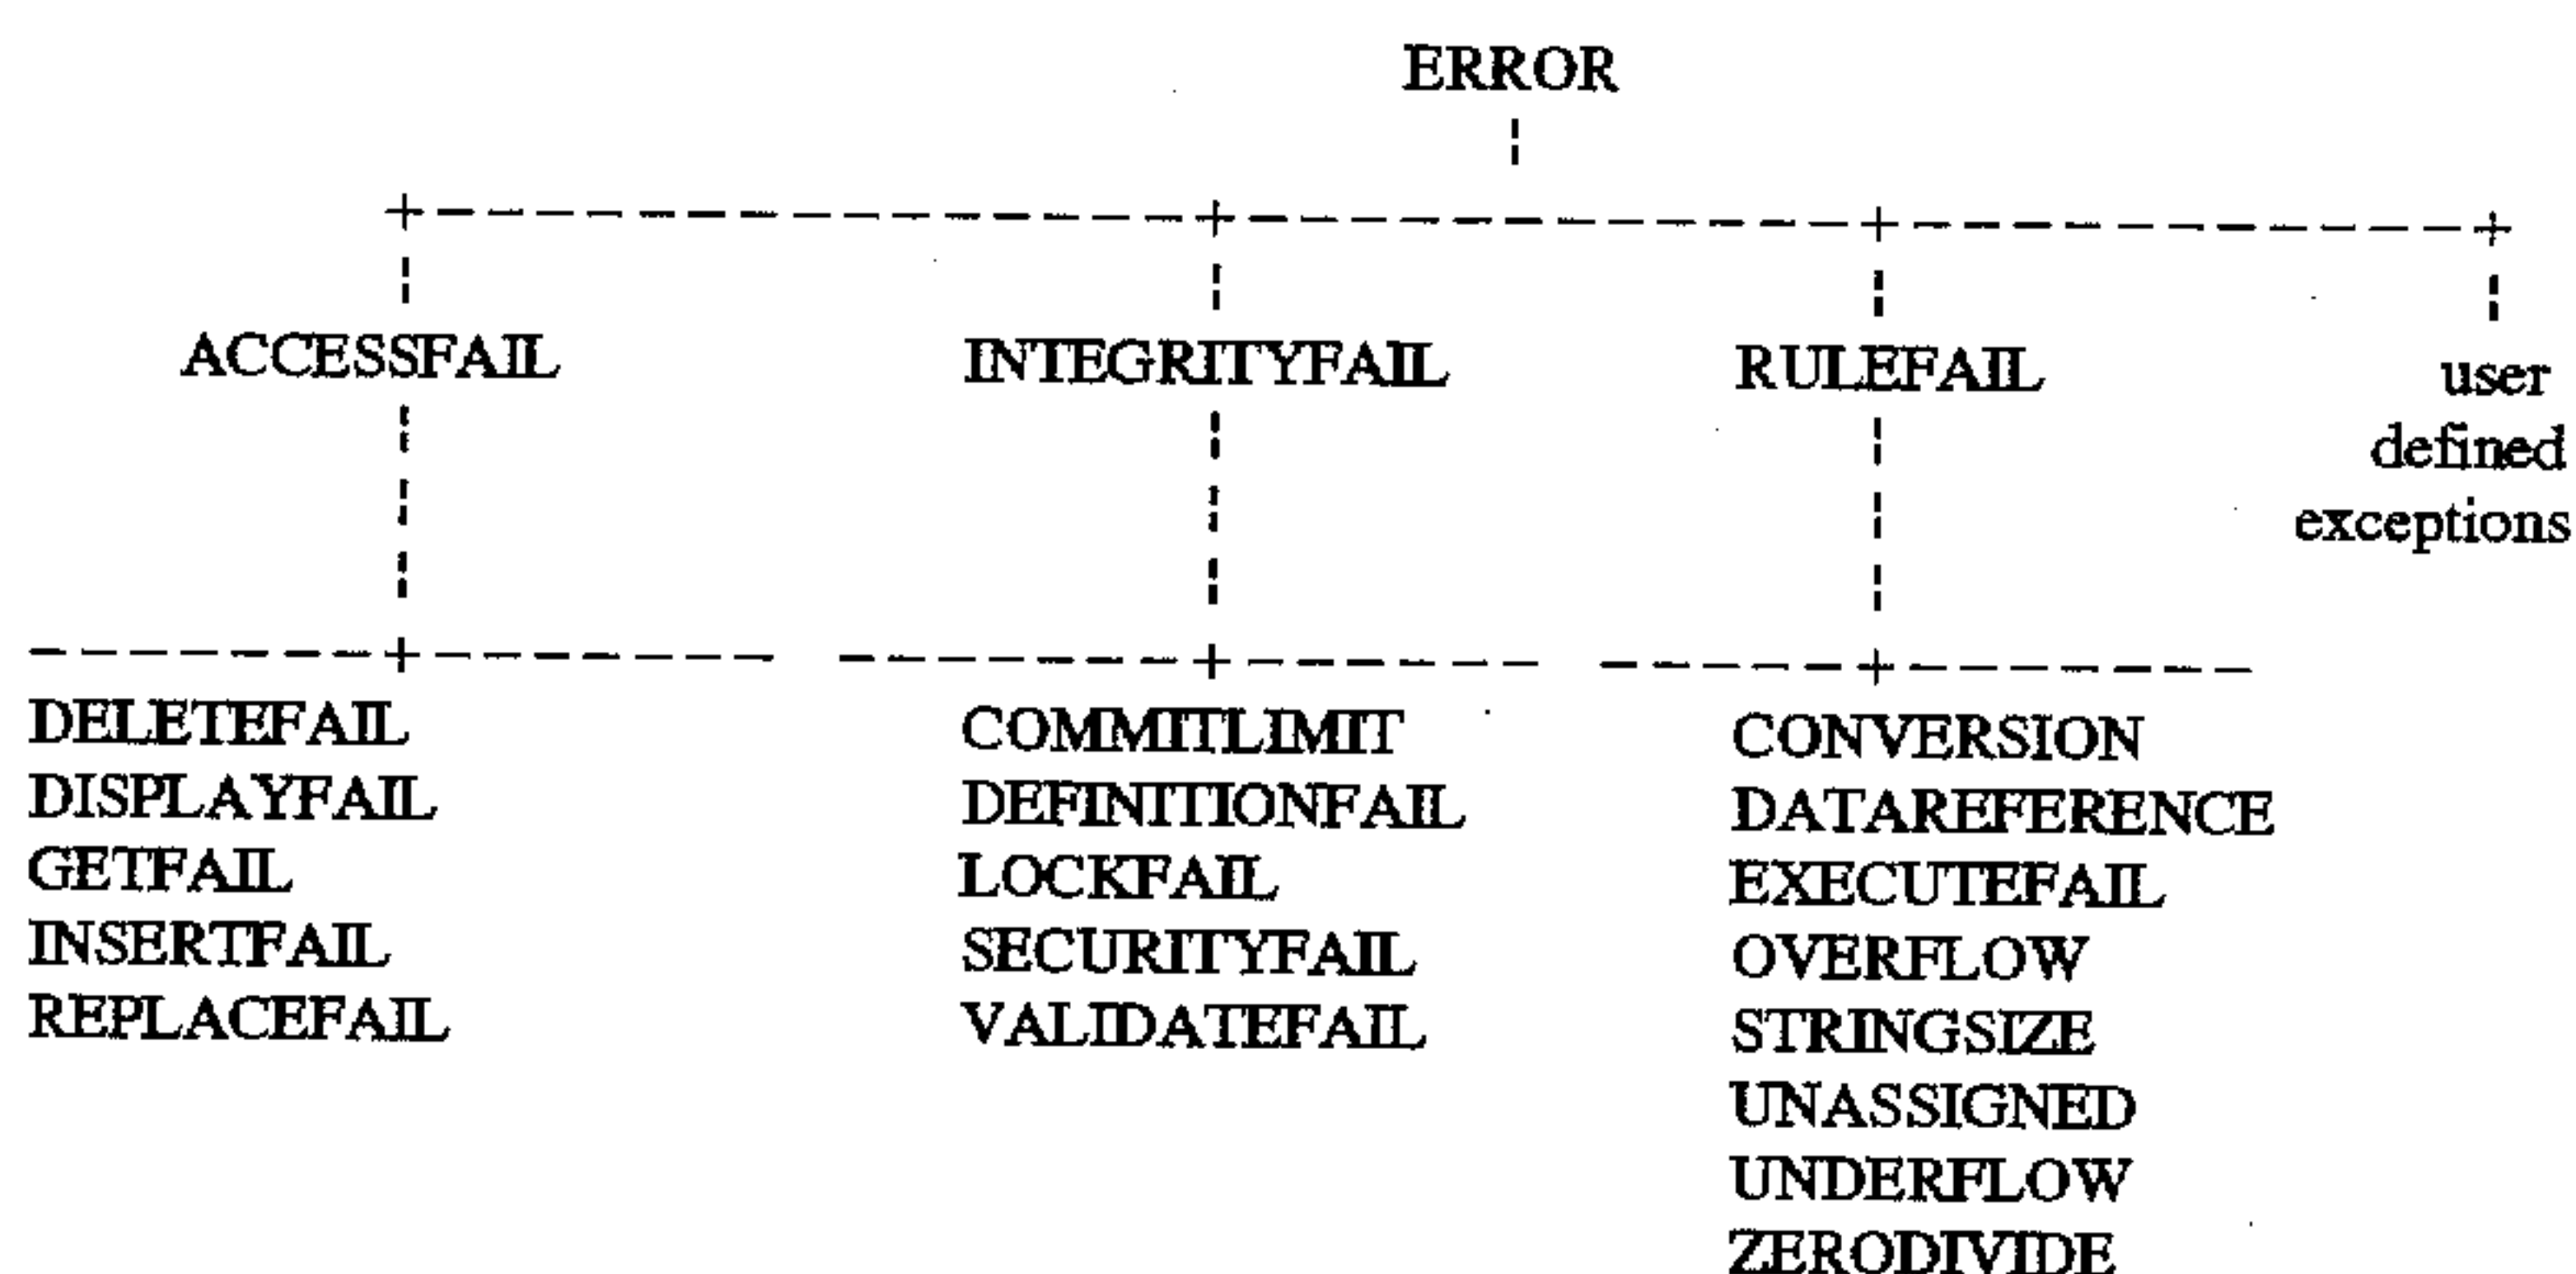 ERROR
ACCESSFAIL
INTEGRITYFAIL
RULEFAIL
user
defined
exceptions
DELETEFAIL
DISPLAYFAIL
GETFAIL
INSERTFAIL
REPLACEFAIL
COMMITLIMIT
DEFINITIONFAIL
LOCKFAIL
SECURITYFAIL
VALIDATEFAIL
CONVERSION
DATAREFERENCE
EXECUTEFAIL
OVERFLOW
STRINGSIZE
UNASSIGNED
UNDERFLOW
ZERODIVIDE